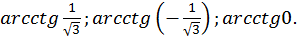 arcctg 1/√3 ; arcctg (−1/√3) ; arcctg0.